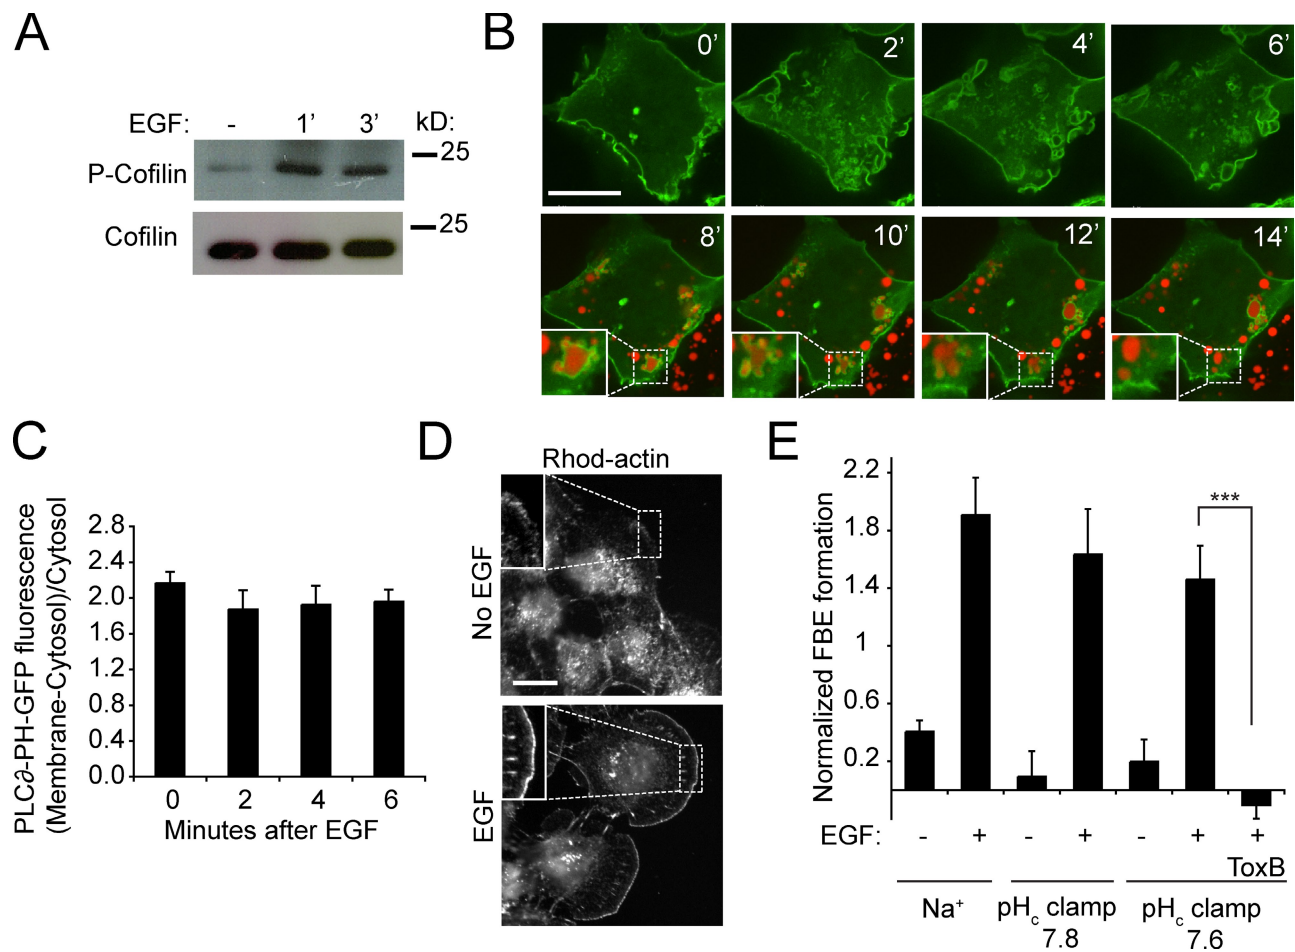 A
EGF: - 1’ 3’ kD:
25
P-Cofilin
25
Cofilin
B
0’ 2’ 4’ 6’
8’ 10’ 12’ 14’
C
PLC∂-PH-GFP fluorescence
(Membrane-Cytosol)/Cytosol
2.8
2.4
2.0
1.6
1.2
0.8
0.4
0.0
0 2 4 6
Minutes after EGF
D
Rhod-actin
No EGF
EGF
E
Normalized FBE formation
2.2
1.8
1.4
1
0.6
0.2
***
EGF: - + - + - + +
ToxB
Na⁺ pHc clamp pHc clamp
7.8 7.6